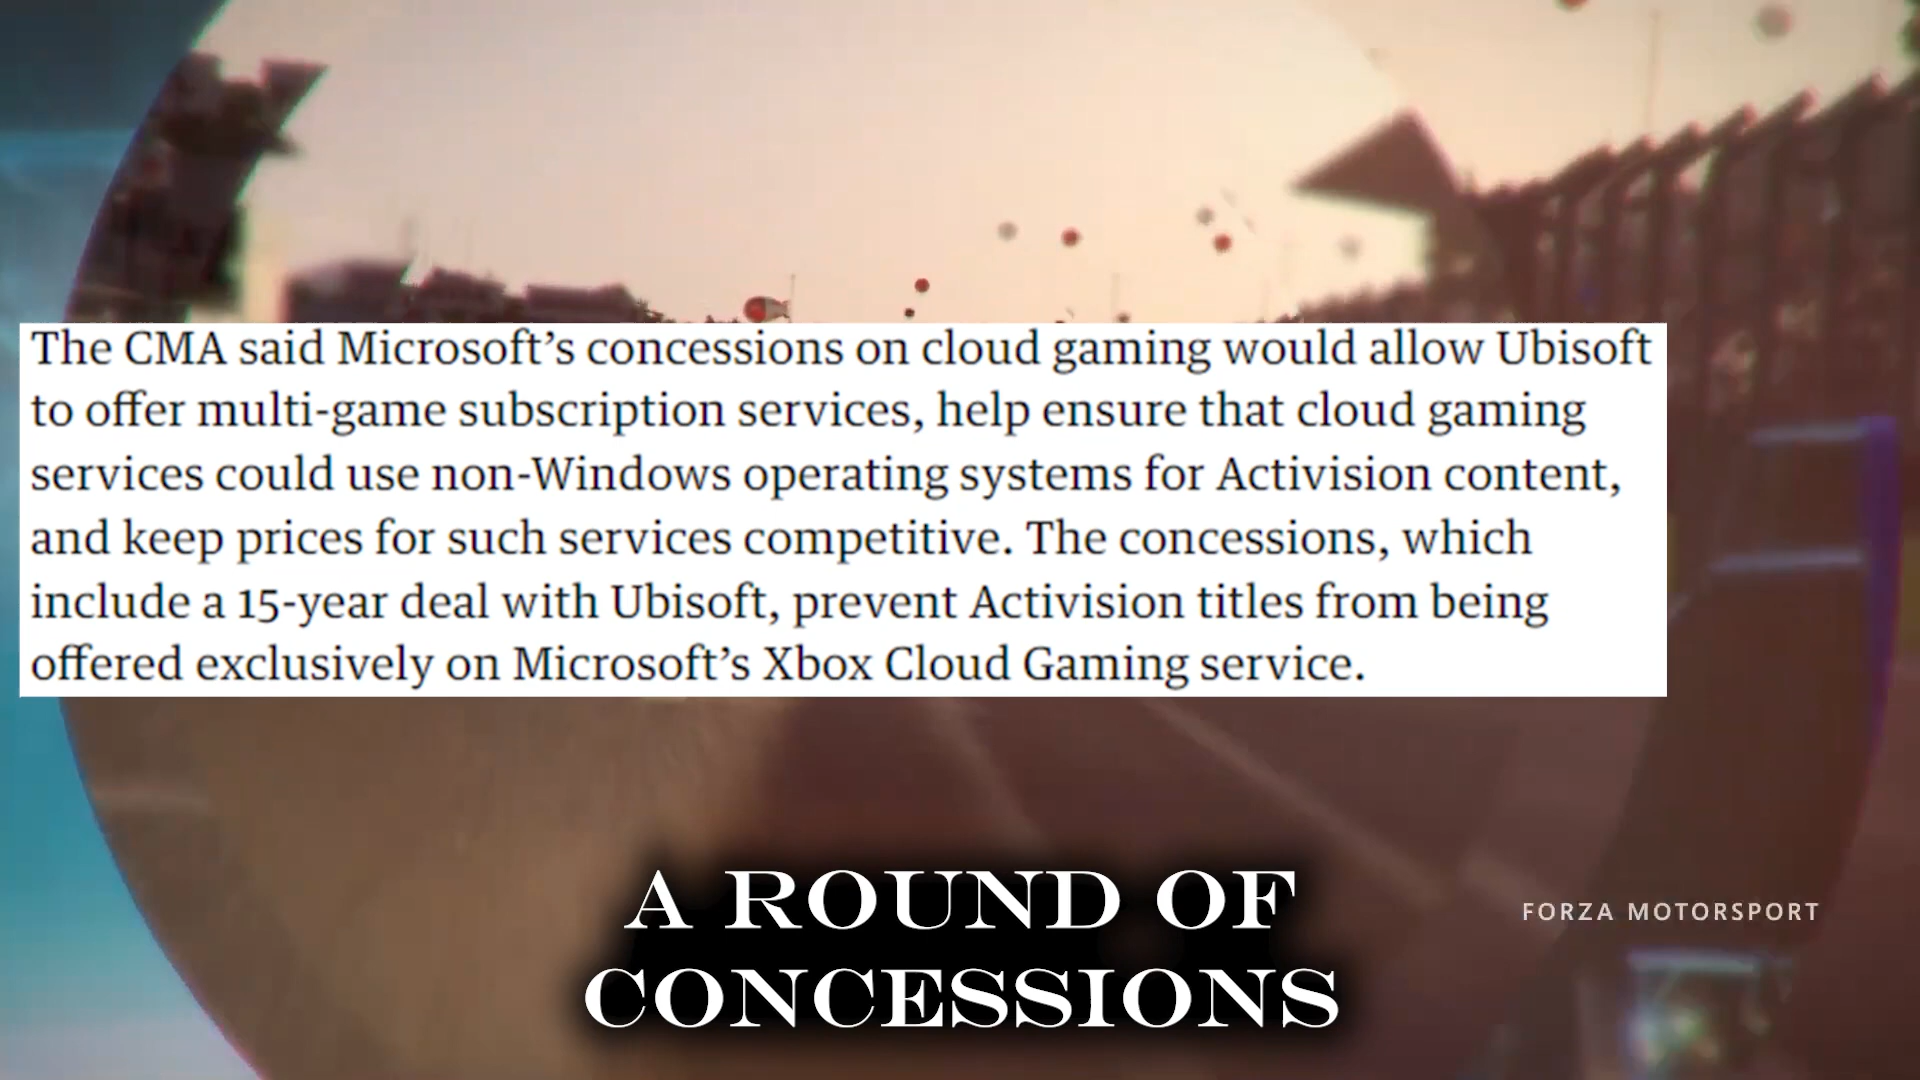 The CMA said Microsoft’s concessions on cloud gaming would allow Ubisoft
to offer multi-game subscription services, help ensure that cloud gaming
services could use non-Windows operating systems for Activision content,
and keep prices for such services competitive. The concessions, which
include a 15-year deal with Ubisoft, prevent Activision titles from being
offered exclusively on Microsoft’s Xbox Cloud Gaming service.
A ROUND OF
CONCESSIONS
FORZA MOTORSPORT